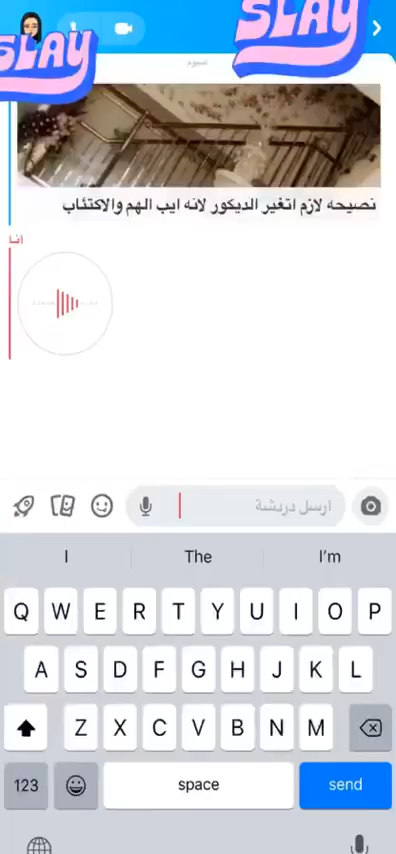 SLAY
SLAY
نصيحه لازم اتغير الديكور لانه ايب الهم والاكتئاب
انا
ارسل دردشة
I The I'm
Q W E R T Y U I O P
A S D F G H J K L
Z X C V B N M
123 space send